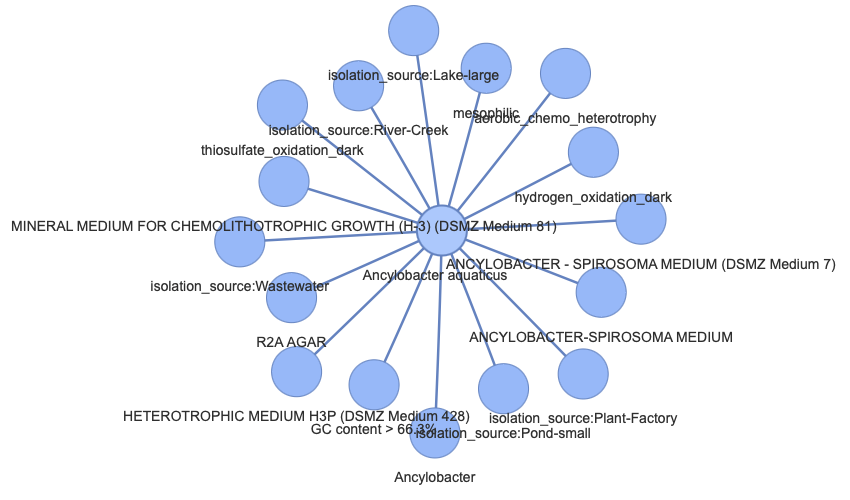 isolation_source:Lake-large
mesophilic
aerobic_chemo_heterotrophy
isolation_source:River-Creek
thiosulfate_oxidation_dark
hydrogen_oxidation_dark
MINERAL MEDIUM FOR CHEMOLITHOTROPHIC GROWTH (H-3) (DSMZ Medium 81)
ANCYLOBACTER - SPIROSOMA MEDIUM (DSMZ Medium 7)
Ancylobacter aquaticus
isolation_source:Wastewater
ANCYLOBACTER-SPIROSOMA MEDIUM
R2A AGAR
HETEROTROPHIC MEDIUM H3P (DSMZ Medium 428)
isolation_source:Plant-Factory
GC content > 66.3%
isolation_source:Pond-small
Ancylobacter